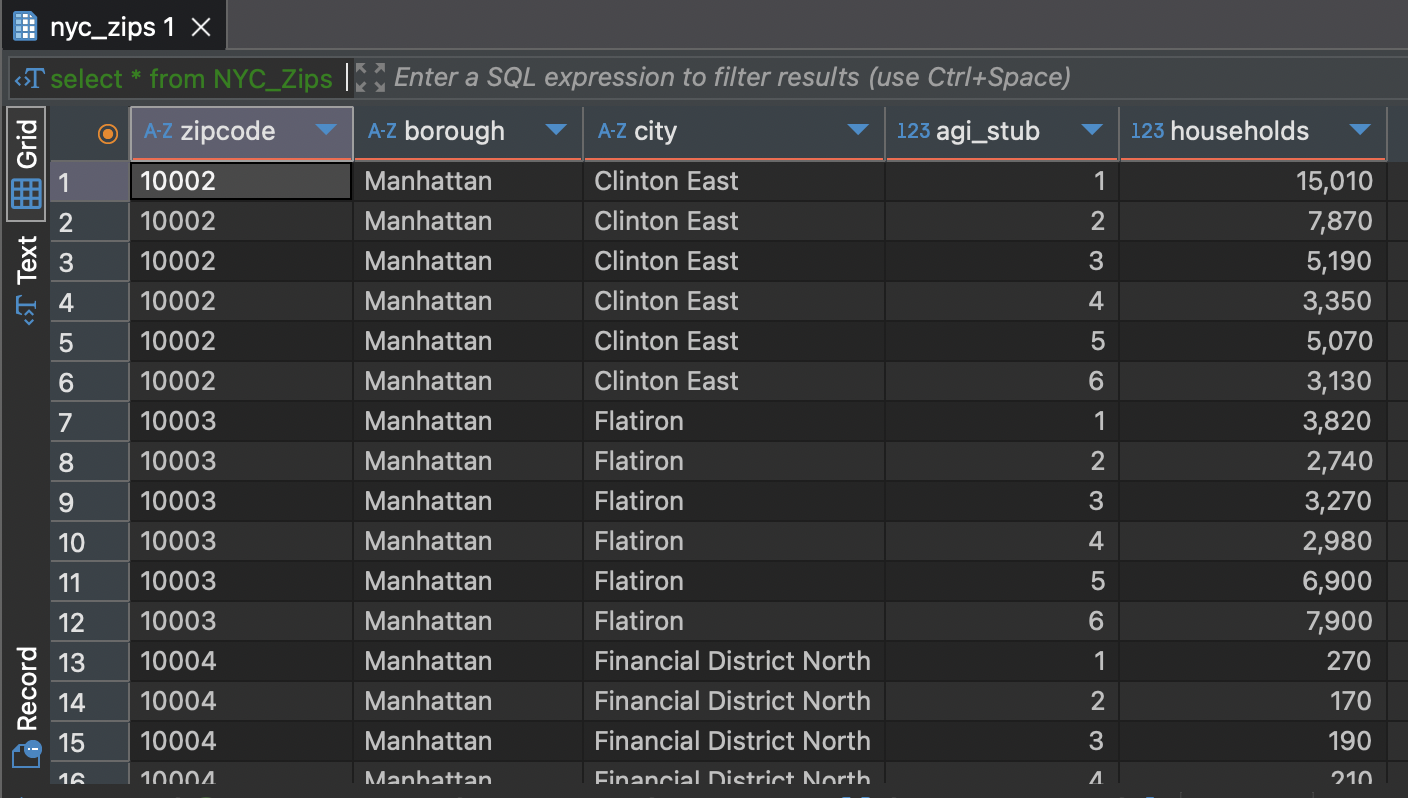 nyc_zips 1
select * from NYC_Zips Enter a SQL expression to filter results (use Ctrl+Space)
Grid
Text
Record
A-Z zipcode A-Z borough A-Z city 123 agi_stub 123 households
1 10002 Manhattan Clinton East 1 15,010
2 10002 Manhattan Clinton East 2 7,870
3 10002 Manhattan Clinton East 3 5,190
4 10002 Manhattan Clinton East 4 3,350
5 10002 Manhattan Clinton East 5 5,070
6 10002 Manhattan Clinton East 6 3,130
7 10003 Manhattan Flatiron 1 3,820
8 10003 Manhattan Flatiron 2 2,740
9 10003 Manhattan Flatiron 3 3,270
10 10003 Manhattan Flatiron 4 2,980
11 10003 Manhattan Flatiron 5 6,900
12 10003 Manhattan Flatiron 6 7,900
13 10004 Manhattan Financial District North 1 270
14 10004 Manhattan Financial District North 2 170
15 10004 Manhattan Financial District North 3 190
16 10004 Manhattan Financial District North 4 210